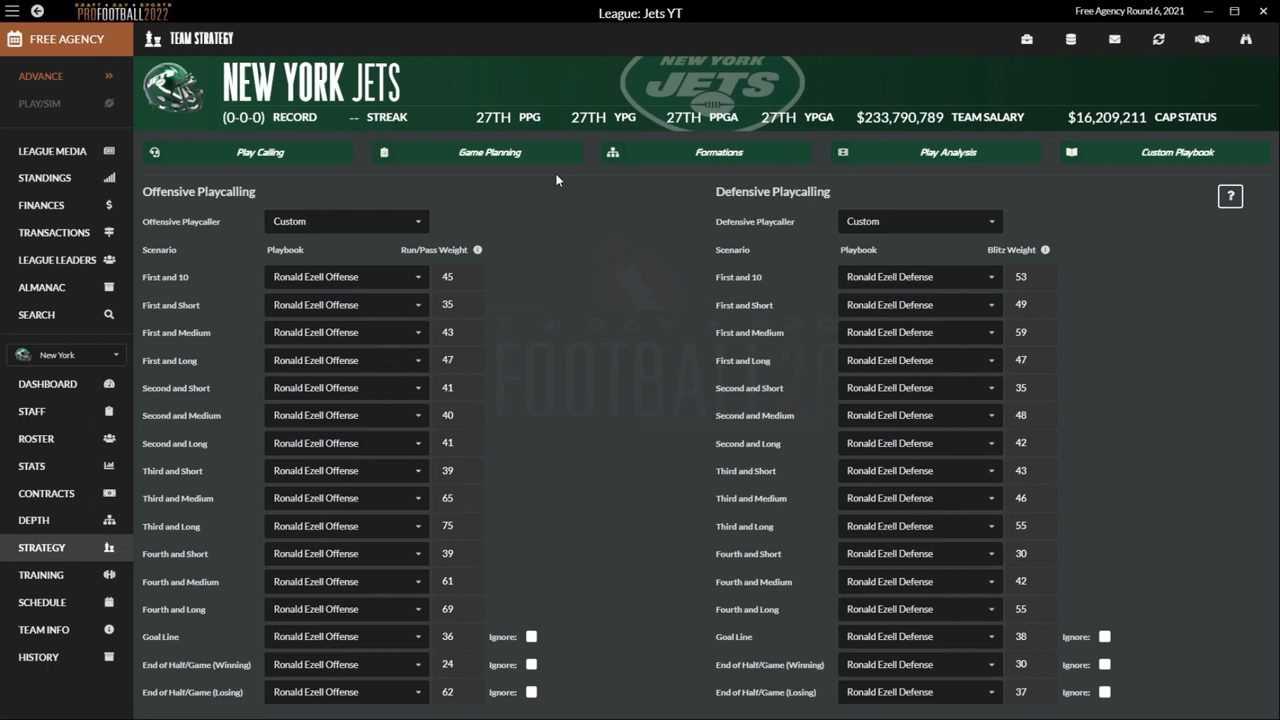 DRAFT • DAY • SPORTS
PROFOOTBALL2022
League: Jets YT
Free Agency Round 6, 2021
FREE AGENCY
TEAM STRATEGY
ADVANCE
PLAY/SIM
NEW YORK JETS
NEW YORK
JETS
(0-0-0) RECORD -- STREAK 27TH PPG 27TH YPG 27TH PPGA 27TH YPGA $233,790,789 TEAM SALARY $16,209,211 CAP STATUS
LEAGUE MEDIA
STANDINGS
FINANCES
TRANSACTIONS
LEAGUE LEADERS
ALMANAC
SEARCH
New York
DASHBOARD
STAFF
ROSTER
STATS
CONTRACTS
DEPTH
STRATEGY
TRAINING
SCHEDULE
TEAM INFO
HISTORY
Play Calling Game Planning Formations Play Analysis Custom Playbook
Offensive Playcalling
Offensive Playcaller Custom
Scenario Playbook Run/Pass Weight
First and 10 Ronald Ezell Offense 45
First and Short Ronald Ezell Offense 35
First and Medium Ronald Ezell Offense 43
First and Long Ronald Ezell Offense 47
Second and Short Ronald Ezell Offense 41
Second and Medium Ronald Ezell Offense 40
Second and Long Ronald Ezell Offense 41
Third and Short Ronald Ezell Offense 39
Third and Medium Ronald Ezell Offense 65
Third and Long Ronald Ezell Offense 75
Fourth and Short Ronald Ezell Offense 39
Fourth and Medium Ronald Ezell Offense 61
Fourth and Long Ronald Ezell Offense 69
Goal Line Ronald Ezell Offense 36 Ignore:
End of Half/Game (Winning) Ronald Ezell Offense 24 Ignore:
End of Half/Game (Losing) Ronald Ezell Offense 62 Ignore:
Defensive Playcalling
?
Defensive Playcaller Custom
Scenario Playbook Blitz Weight
First and 10 Ronald Ezell Defense 53
First and Short Ronald Ezell Defense 49
First and Medium Ronald Ezell Defense 59
First and Long Ronald Ezell Defense 47
Second and Short Ronald Ezell Defense 35
Second and Medium Ronald Ezell Defense 48
Second and Long Ronald Ezell Defense 42
Third and Short Ronald Ezell Defense 43
Third and Medium Ronald Ezell Defense 46
Third and Long Ronald Ezell Defense 55
Fourth and Short Ronald Ezell Defense 30
Fourth and Medium Ronald Ezell Defense 42
Fourth and Long Ronald Ezell Defense 55
Goal Line Ronald Ezell Defense 38 Ignore:
End of Half/Game (Winning) Ronald Ezell Defense 30 Ignore:
End of Half/Game (Losing) Ronald Ezell Defense 37 Ignore: